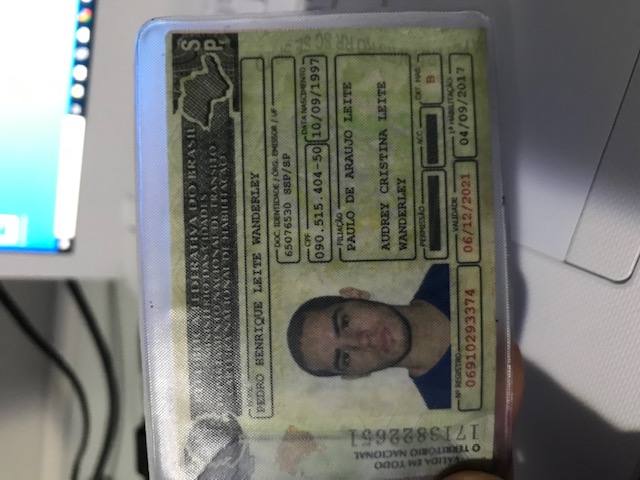 REPÚBLICA FEDERATIVA DO BRASIL
MINISTÉRIO DAS CIDADES
DEPARTAMENTO NACIONAL DE TRÂNSITO
CARTEIRA NACIONAL DE HABILITAÇÃO
SP
NOME
PEDRO HENRIQUE LEITE WANDERLEY
DOC. IDENTIDADE / ÓRG. EMISSOR / UF
65076530 SSP/SP
CPF DATA NASCIMENTO
090.515.404-50 10/09/1997
FILIAÇÃO
PAULO DE ARAUJO LEITE
AUDREY CRISTINA LEITE
WANDERLEY
PERMISSÃO ACC CAT. HAB.
B
Nº REGISTRO VALIDADE 1ª HABILITAÇÃO
06910293374 06/12/2021 04/09/2017
VÁLIDA EM TODO
O TERRITÓRIO NACIONAL